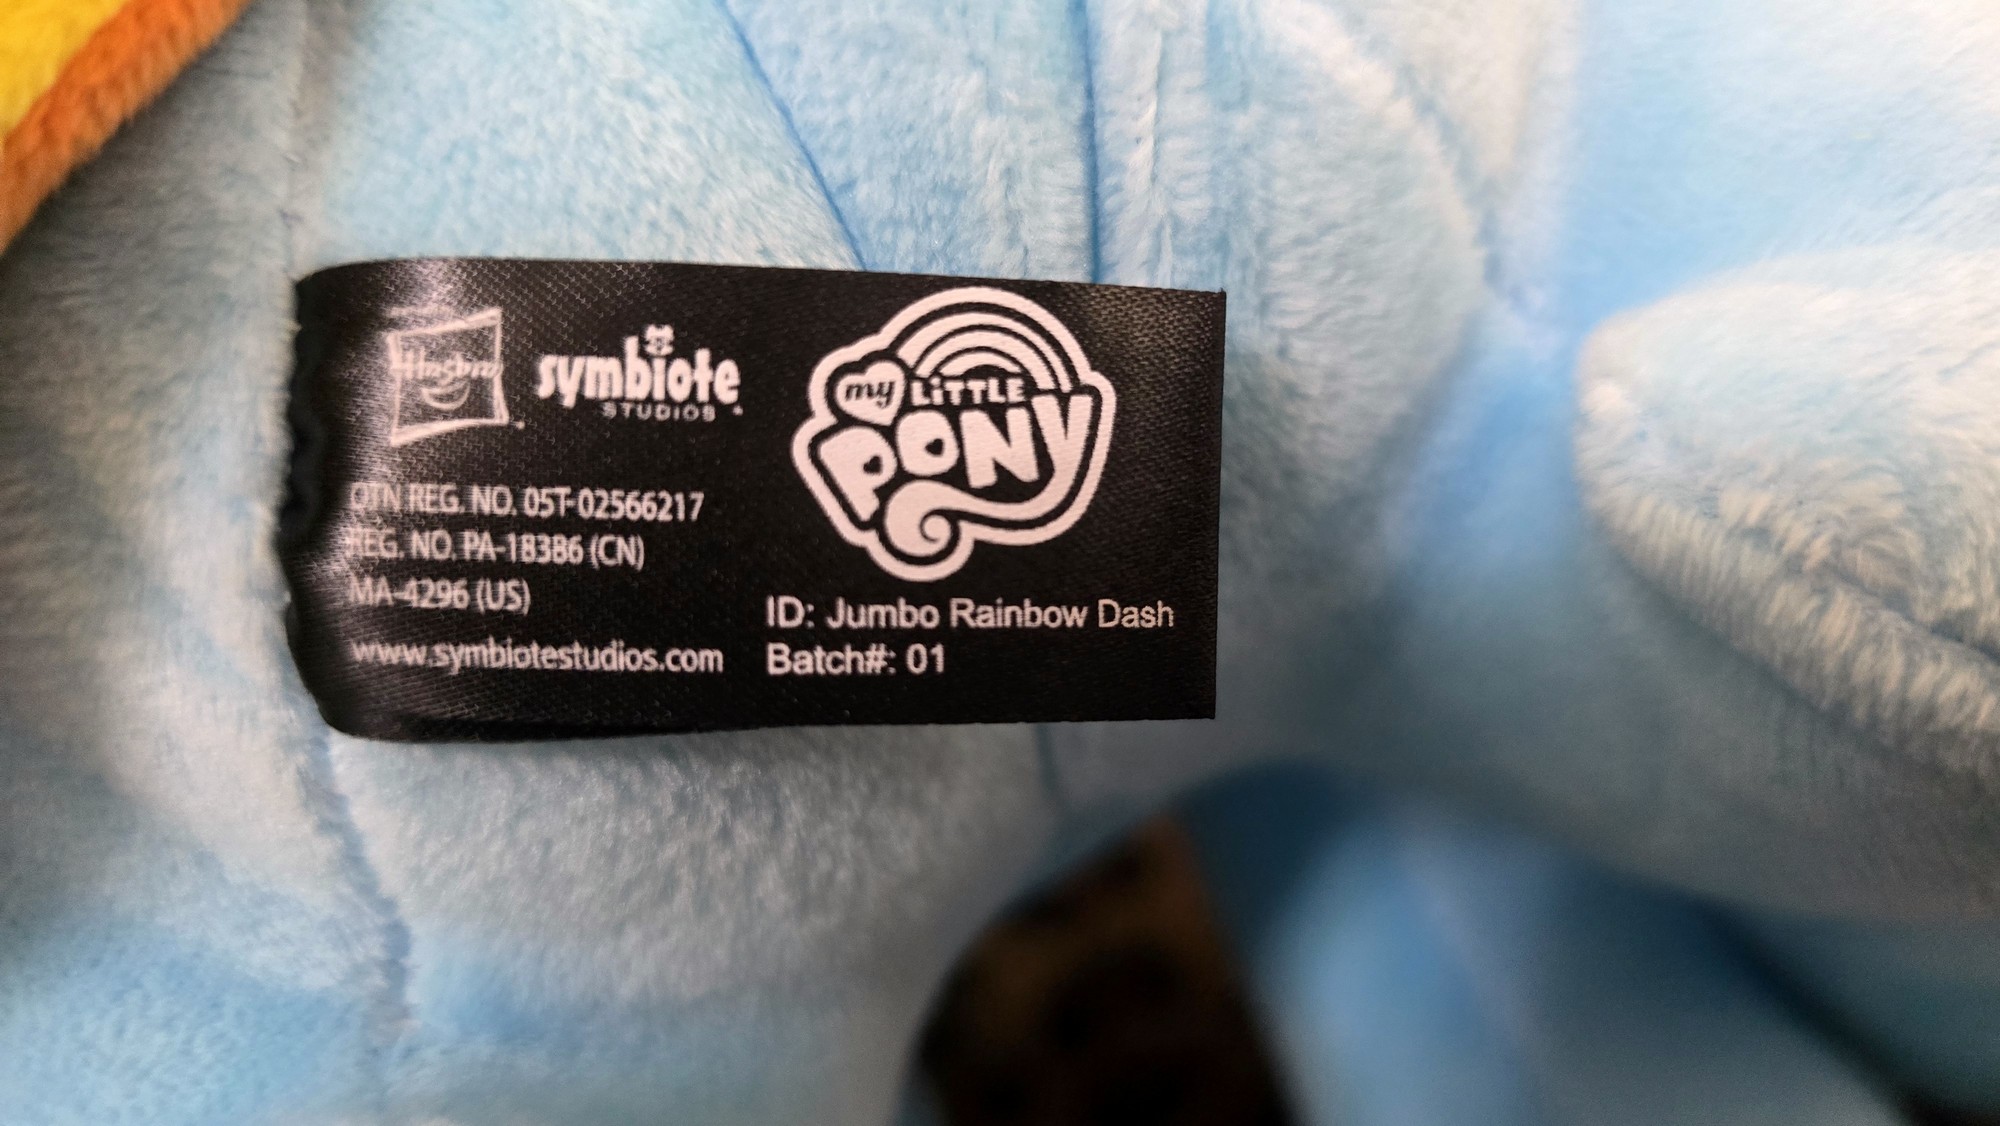 Hasbro
symbiote
STUDIOS
my LiTTLE
PONY
OTN REG. NO. 05T-02566217
REG. NO. PA-18386 (CN)
MA-4296 (US)
www.symbiotestudios.com
ID: Jumbo Rainbow Dash
Batch#: 01